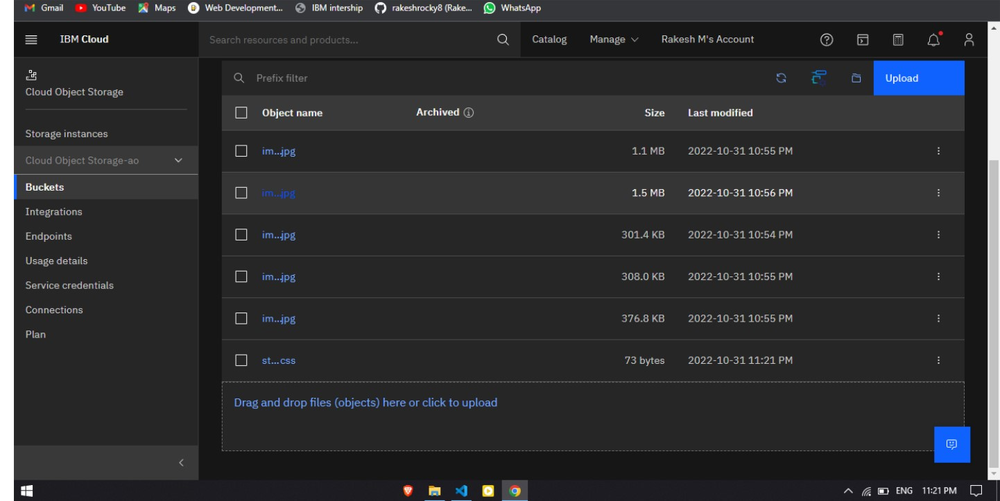 Gmail YouTube Maps Web Development... IBM intership rakeshrocky8 (Rake... WhatsApp
IBM Cloud Search resources and products... Catalog Manage Rakesh M's Account
Cloud Object Storage
Storage instances
Cloud Object Storage-ao
Buckets
Integrations
Endpoints
Usage details
Service credentials
Connections
Plan
Prefix filter Upload
Object name Archived Size Last modified
im...jpg 1.1 MB 2022-10-31 10:55 PM
im...jpg 1.5 MB 2022-10-31 10:56 PM
im...jpg 301.4 KB 2022-10-31 10:54 PM
im...jpg 308.0 KB 2022-10-31 10:55 PM
im...jpg 376.8 KB 2022-10-31 10:55 PM
st...css 73 bytes 2022-10-31 11:21 PM
Drag and drop files (objects) here or click to upload
ENG 11:21 PM